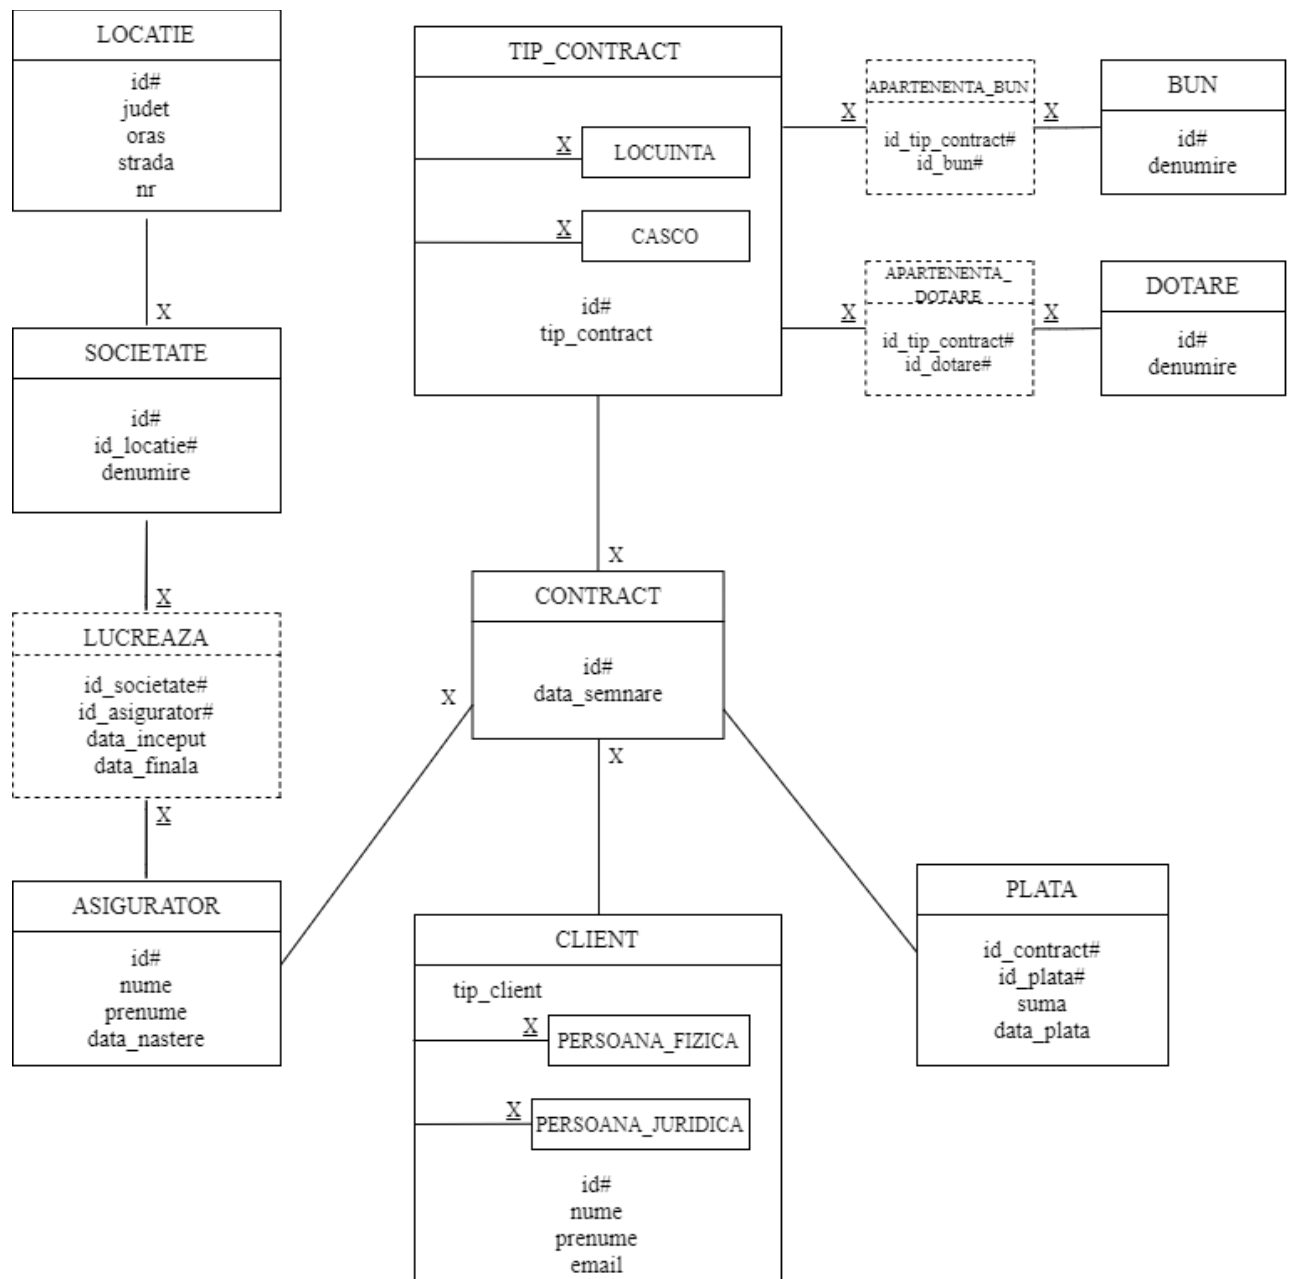 LOCATIE
id#
judet
oras
strada
nr
X
SOCIETATE
id#
id_locatie#
denumire
X
LUCREAZA
id_societate#
id_asigurator#
data_inceput
data_finala
X
ASIGURATOR
id#
nume
prenume
data_nastere
TIP_CONTRACT
X
LOCUINTA
X
CASCO
id#
tip_contract
X
APARTENENTA_BUN
id_tip_contract#
id_bun#
X
BUN
id#
denumire
X
APARTENENTA_
DOTARE
id_tip_contract#
id_dotare#
X
DOTARE
id#
denumire
X
CONTRACT
id#
data_semnare
X
X
CLIENT
tip_client
X
PERSOANA_FIZICA
X
PERSOANA_JURIDICA
id#
nume
prenume
email
PLATA
id_contract#
id_plata#
suma
data_plata